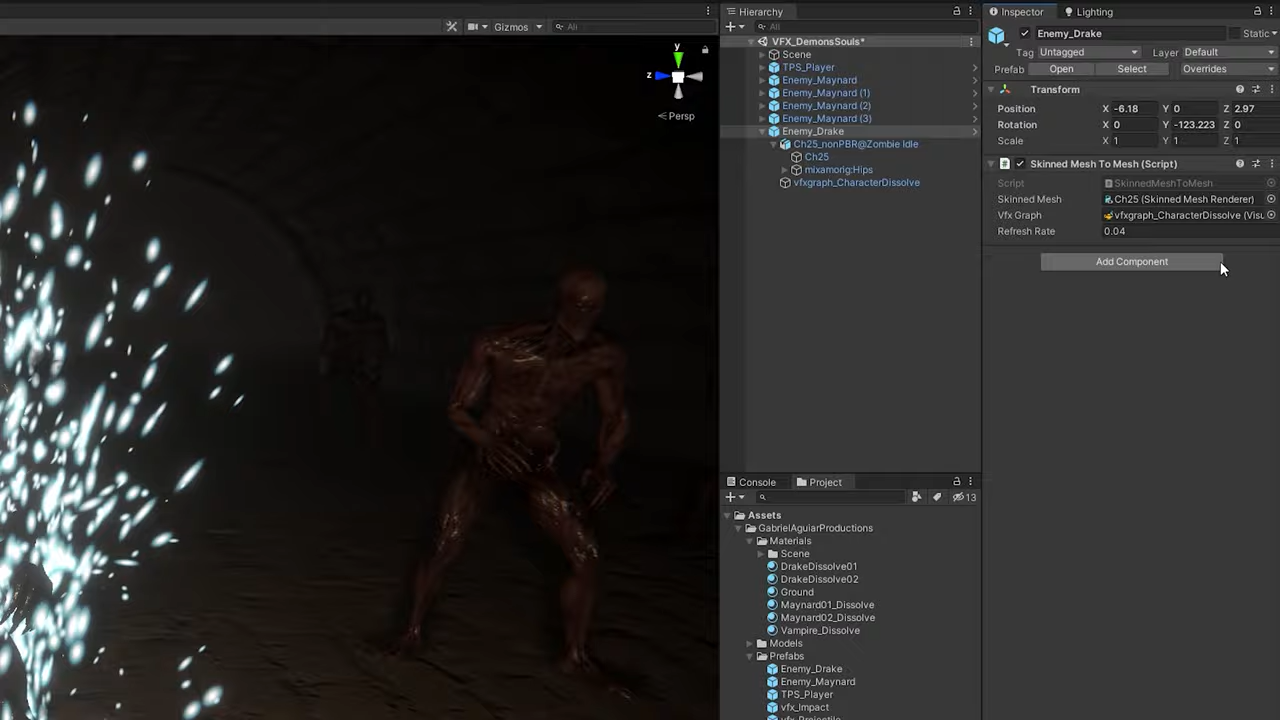 Gizmos
All
y
z
Persp
Hierarchy
All
VFX_DemonsSouls*
Scene
TPS_Player
Enemy_Maynard
Enemy_Maynard (1)
Enemy_Maynard (2)
Enemy_Maynard (3)
Enemy_Drake
Ch25_nonPBR@Zombie Idle
Ch25
mixamorig:Hips
vfxgraph_CharacterDissolve
Console Project
13
Assets
GabrielAguiarProductions
Materials
Scene
DrakeDissolve01
DrakeDissolve02
Ground
Maynard01_Dissolve
Maynard02_Dissolve
Vampire_Dissolve
Models
Prefabs
Enemy_Drake
Enemy_Maynard
TPS_Player
vfx_Impact
vfx_Projectile
Inspector Lighting
Enemy_Drake Static
Tag Untagged Layer Default
Prefab Open Select Overrides
Transform
Position X -6.18 Y 0 Z 2.97
Rotation X 0 Y -123.223 Z 0
Scale X 1 Y 1 Z 1
Skinned Mesh To Mesh (Script)
Script SkinnedMeshToMesh
Skinned Mesh Ch25 (Skinned Mesh Renderer)
Vfx Graph vfxgraph_CharacterDissolve (Visu
Refresh Rate 0.04
Add Component